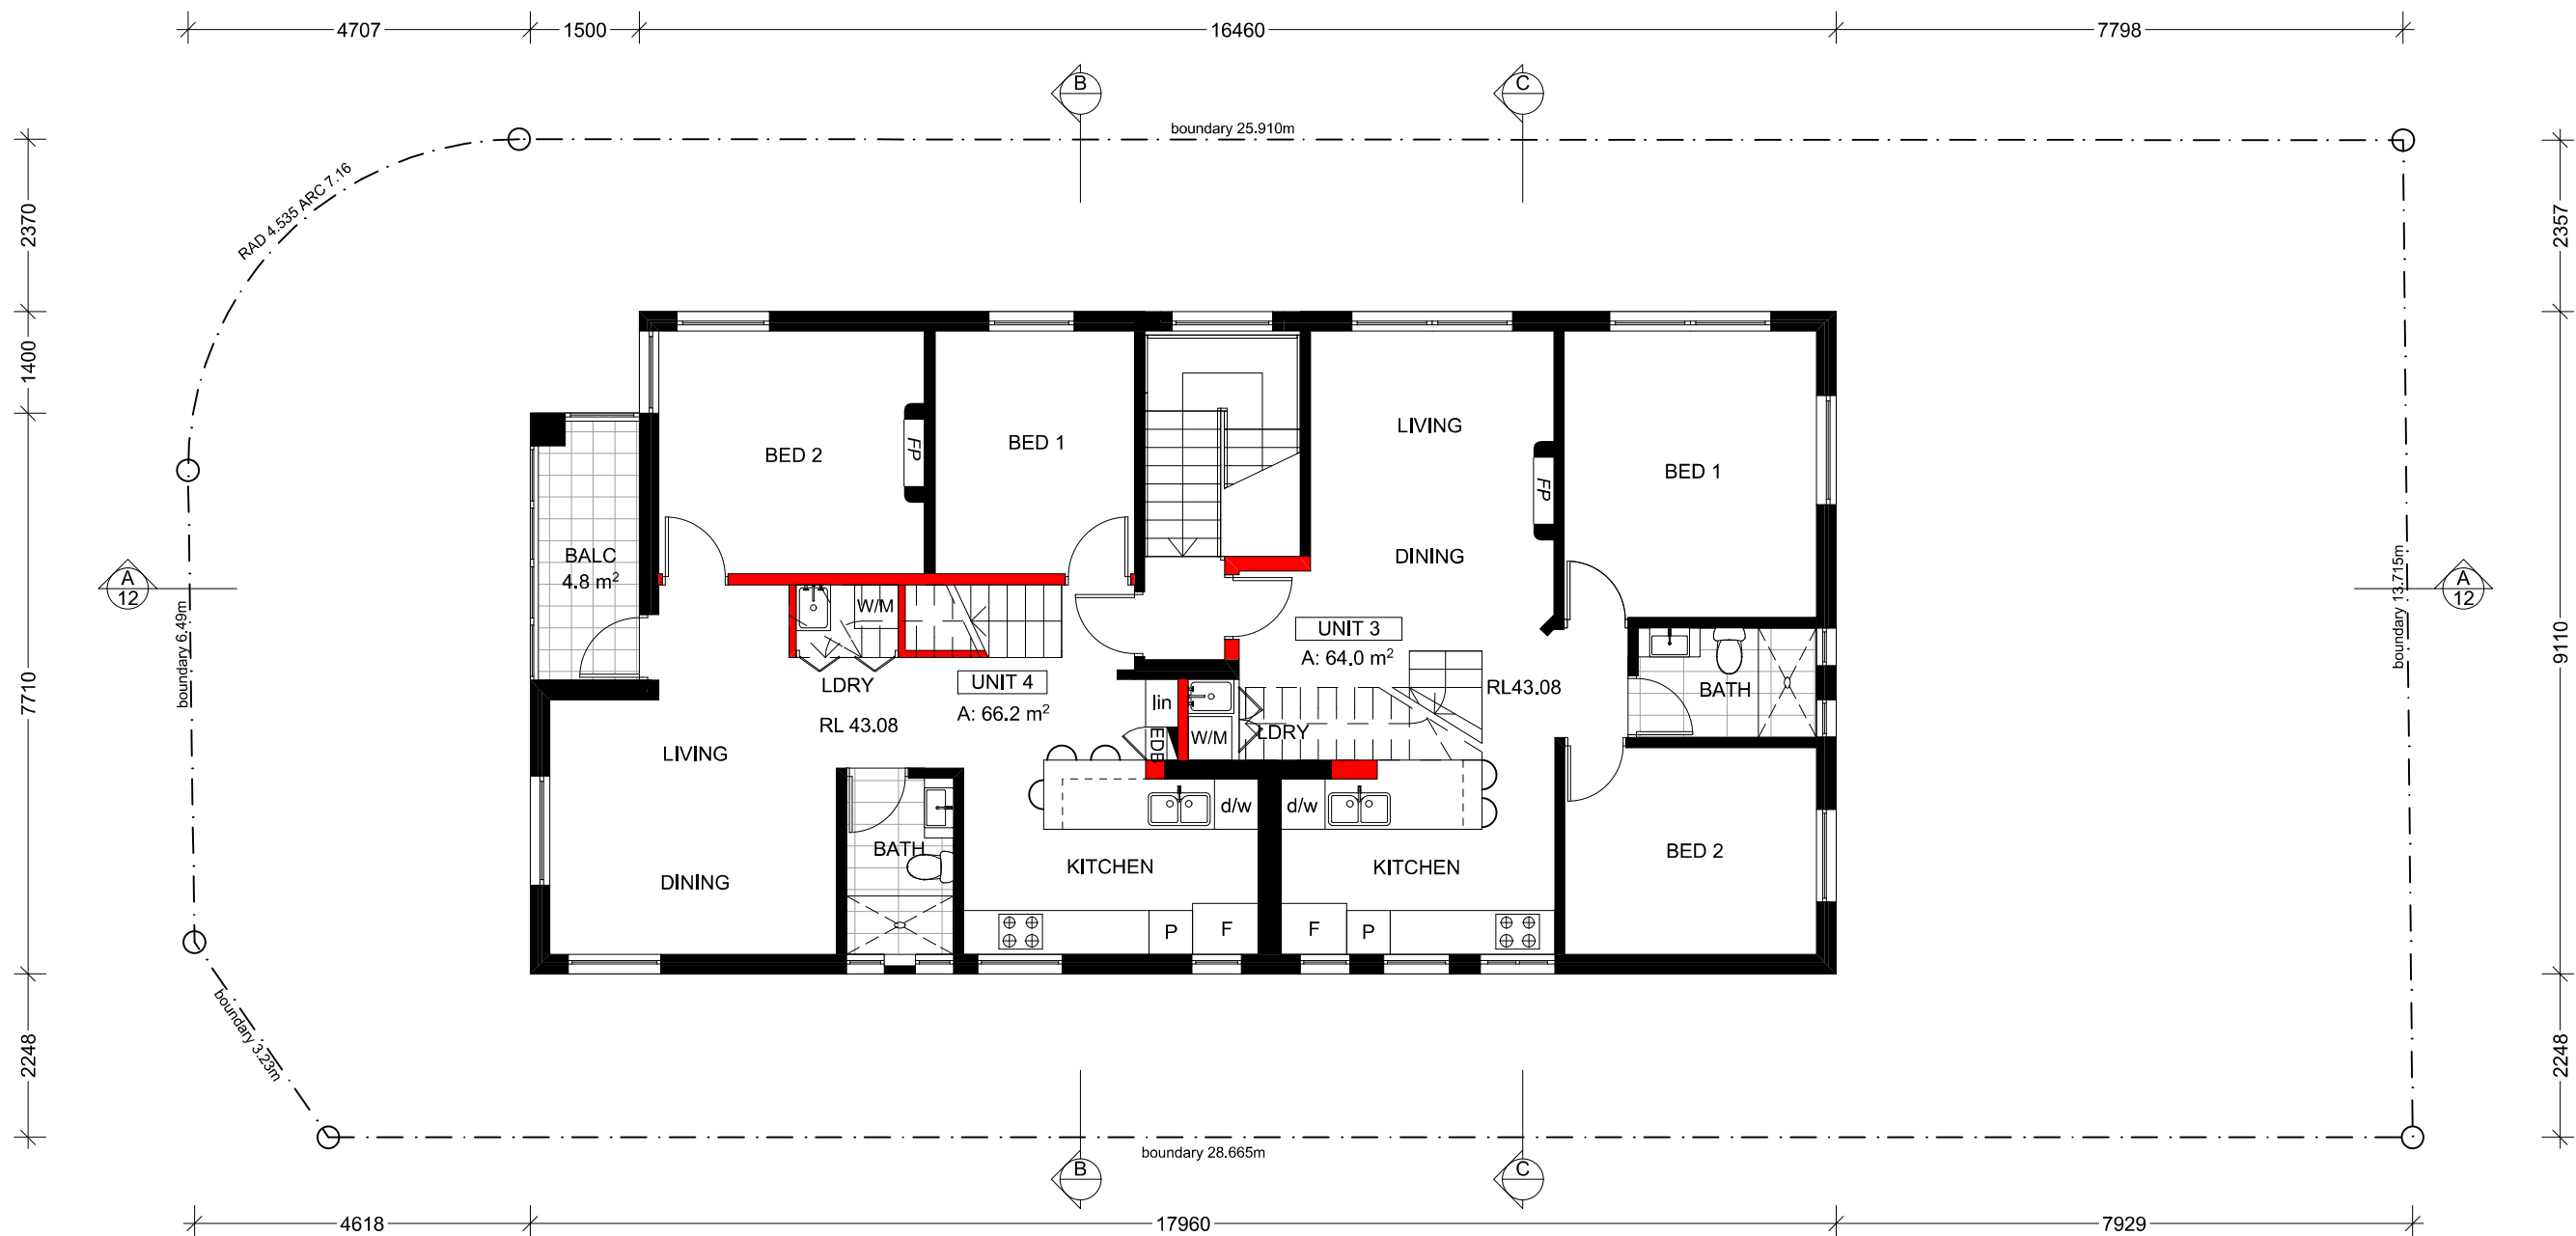 4707
1500
16460
7798
B
C
boundary 25.910m
RAD 4.535 ARC 7.16
2370
2357
1400
LIVING
BED 1
BED 2
FP
BED 1
FP
BALC
4.8 m²
DINING
A
12
A
12
boundary 6.49m
boundary 13.715m
W/M
UNIT 3
A: 64.0 m²
LDRY
UNIT 4
A: 66.2 m²
RL43.08
BATH
lin
7710
9110
RL 43.08
EDB
W/M
LDRY
LIVING
d/w
d/w
BATH
BED 2
KITCHEN
KITCHEN
DINING
P
F
F
P
boundary 3.23m
2248
2248
boundary 28.665m
B
C
4618
17960
7929